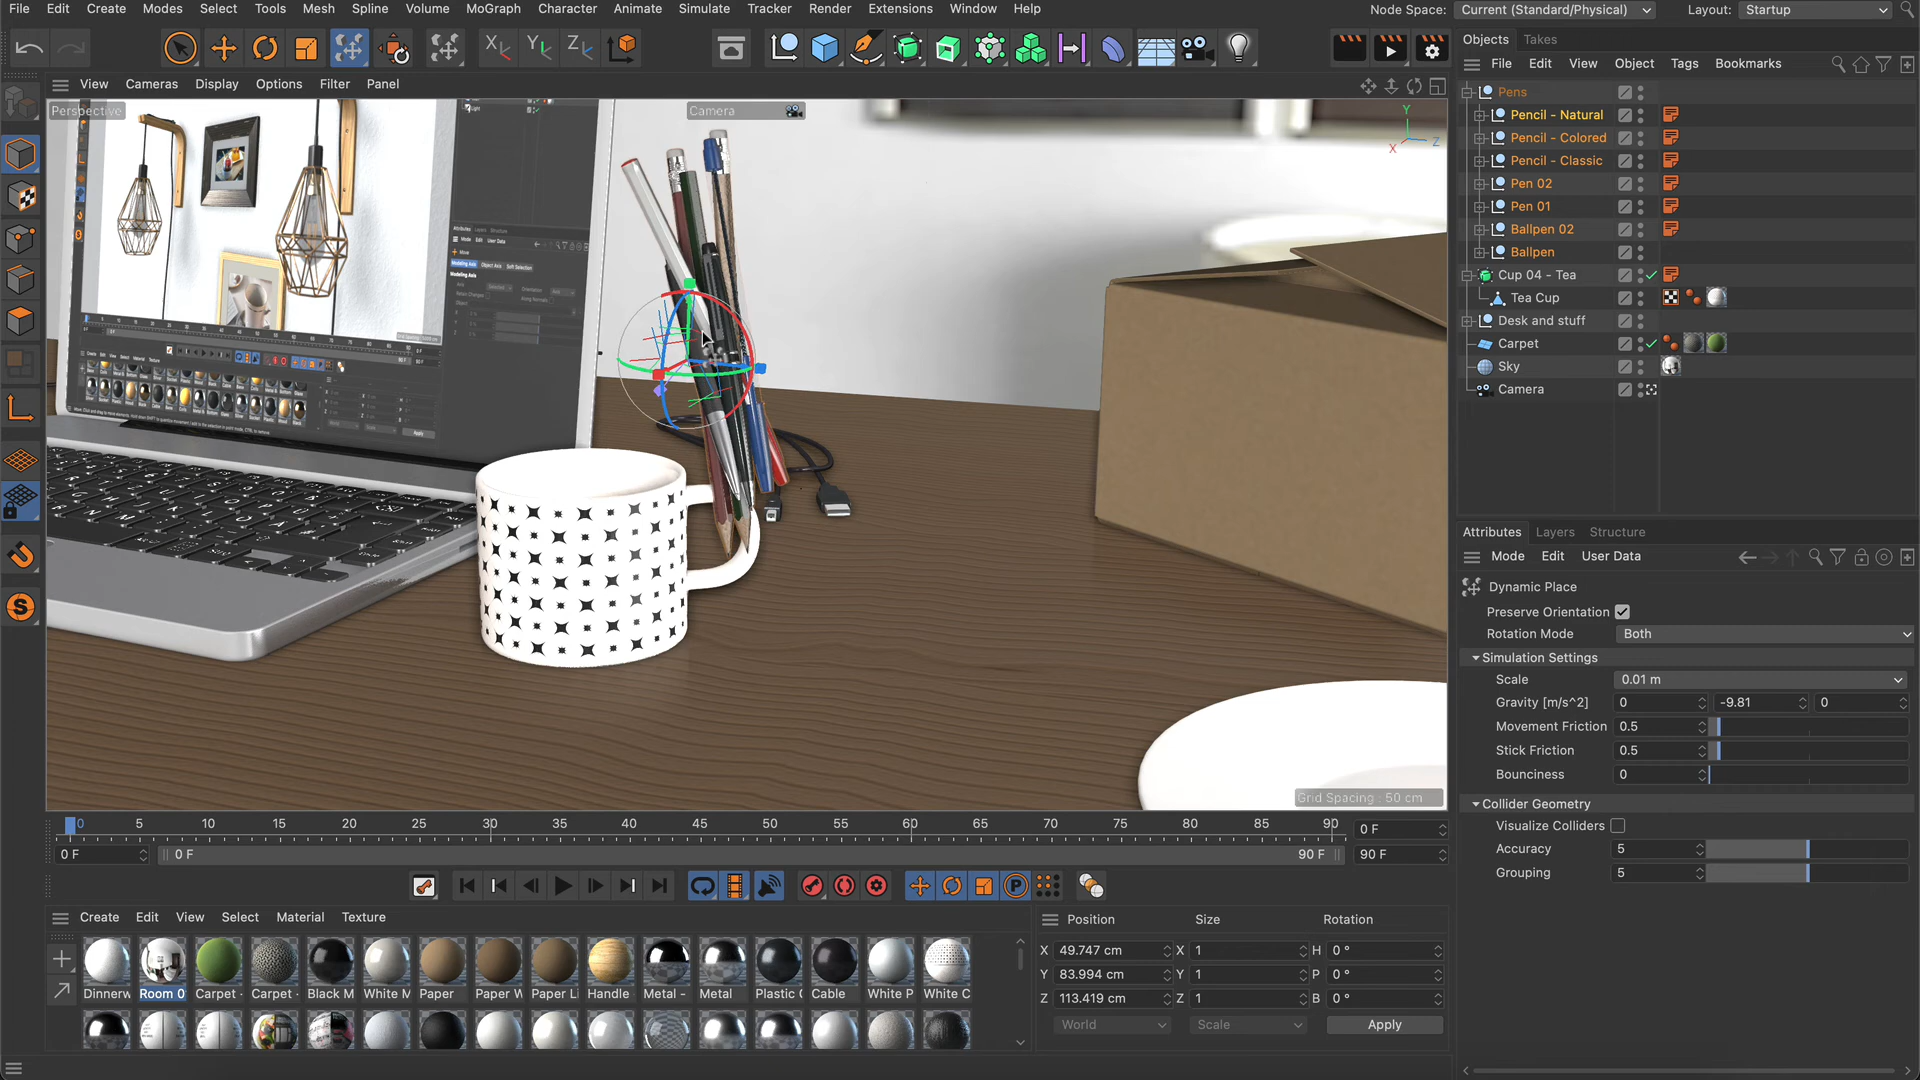 File Edit Create Modes Select Tools Mesh Spline Volume MoGraph Character Animate Simulate Tracker Render Extensions Window Help Node Space: Current (Standard/Physical) Layout: Startup
X Y Z
Objects Takes
File Edit View Object Tags Bookmarks
View Cameras Display Options Filter Panel
Perspective
Camera
Y
Z
X
Pens
Pencil - Natural
Pencil - Colored
Pencil - Classic
Pen 02
Pen 01
Ballpen 02
Ballpen
Cup 04 - Tea
Tea Cup
Desk and stuff
Carpet
Sky
Camera
Attributes Layers Structure
Mode Edit User Data
Dynamic Place
Preserve Orientation
Rotation Mode Both
Simulation Settings
Scale 0.01 m
Gravity [m/s^2] 0 -9.81 0
Movement Friction 0.5
Stick Friction 0.5
Bounciness 0
Collider Geometry
Visualize Colliders
Accuracy 5
Grouping 5
Grid Spacing : 50 cm
0 5 10 15 20 25 30 35 40 45 50 55 60 65 70 75 80 85 90 0 F
0 F 0 F 90 F 90 F
P
Create Edit View Select Material Texture
Dinnerw Room 0 Carpet - Carpet - Black M White M Paper Paper W Paper Li Handle Metal - Metal Plastic C Cable White P White C
Position Size Rotation
X 49.747 cm X 1 H 0 °
Y 83.994 cm Y 1 P 0 °
Z 113.419 cm Z 1 B 0 °
World Scale Apply